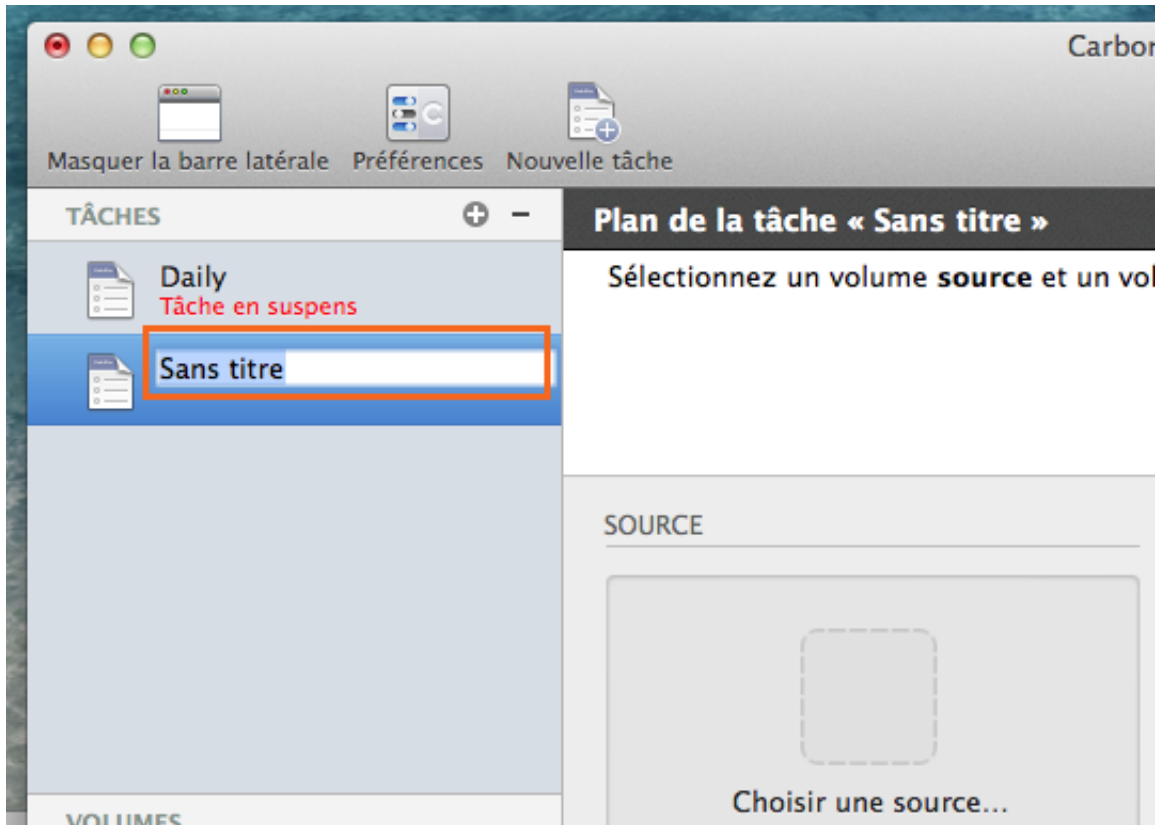 Carbon
Masquer la barre latérale Préférences Nouvelle tâche
TÂCHES
Plan de la tâche « Sans titre »
Daily
Tâche en suspens
Sélectionnez un volume source et un vol
Sans titre
SOURCE
Choisir une source...
VOLUMES